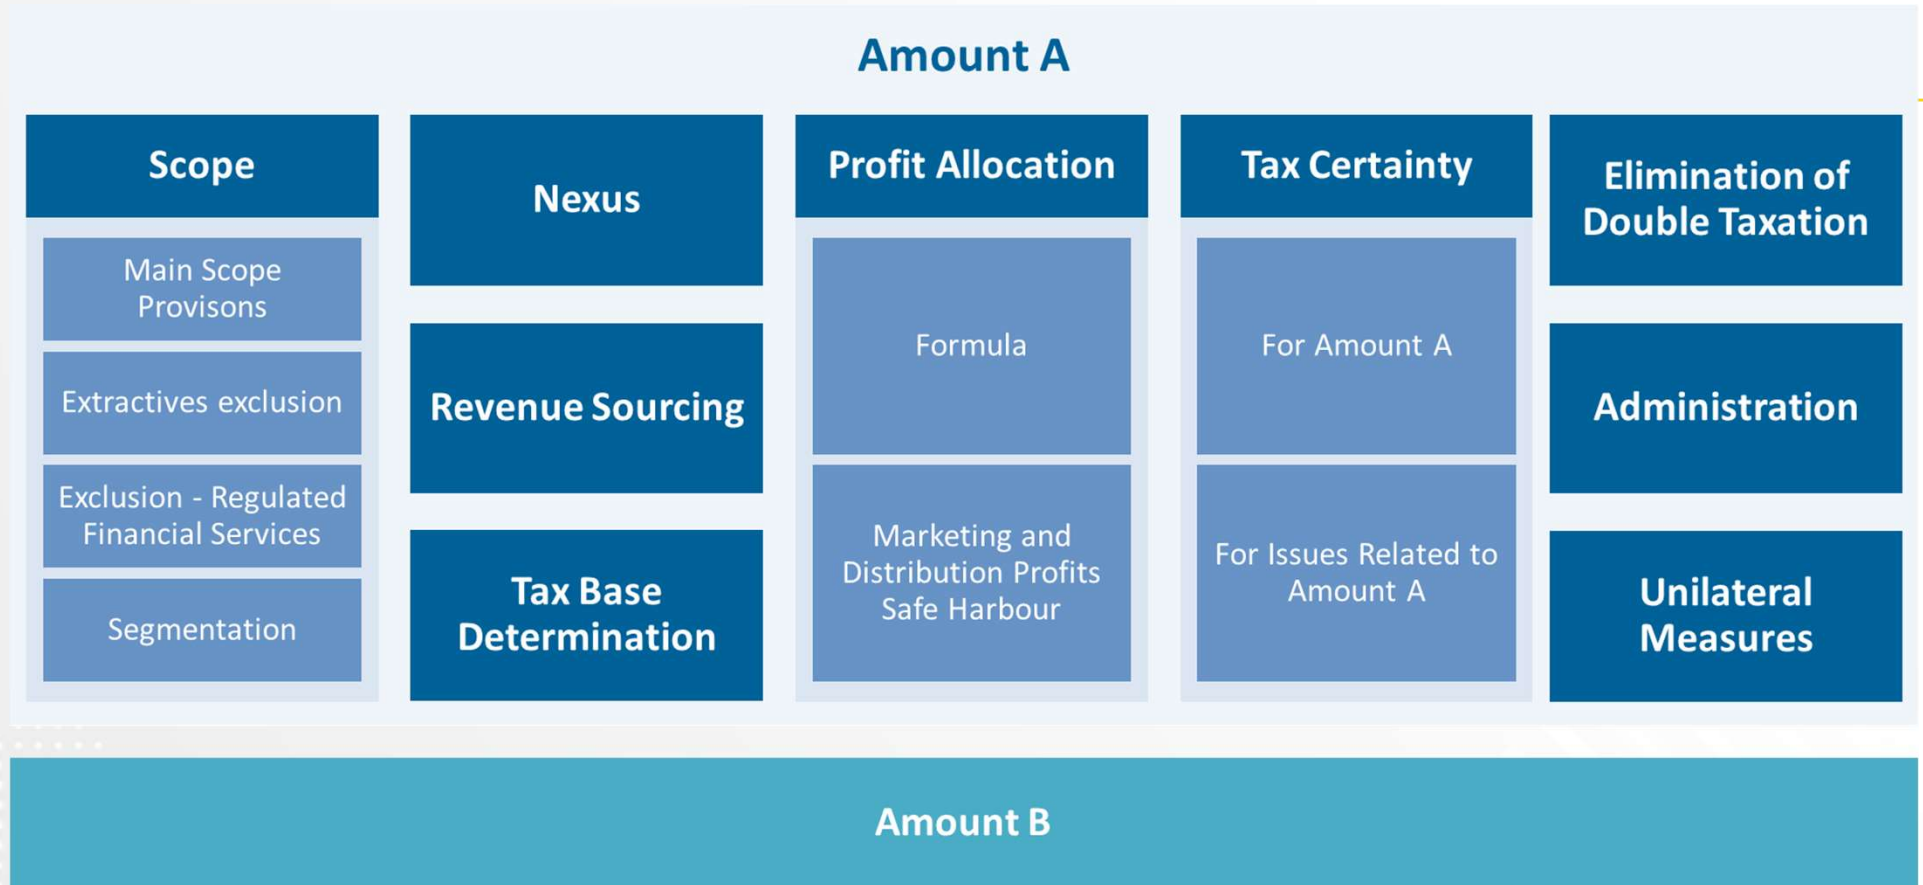 Amount A
Scope
Main Scope
Provisons
Extractives exclusion
Exclusion - Regulated
Financial Services
Segmentation
Nexus
Revenue Sourcing
Tax Base
Determination
Profit Allocation
Formula
Marketing and
Distribution Profits
Safe Harbour
Tax Certainty
For Amount A
For Issues Related to
Amount A
Elimination of
Double Taxation
Administration
Unilateral
Measures
Amount B